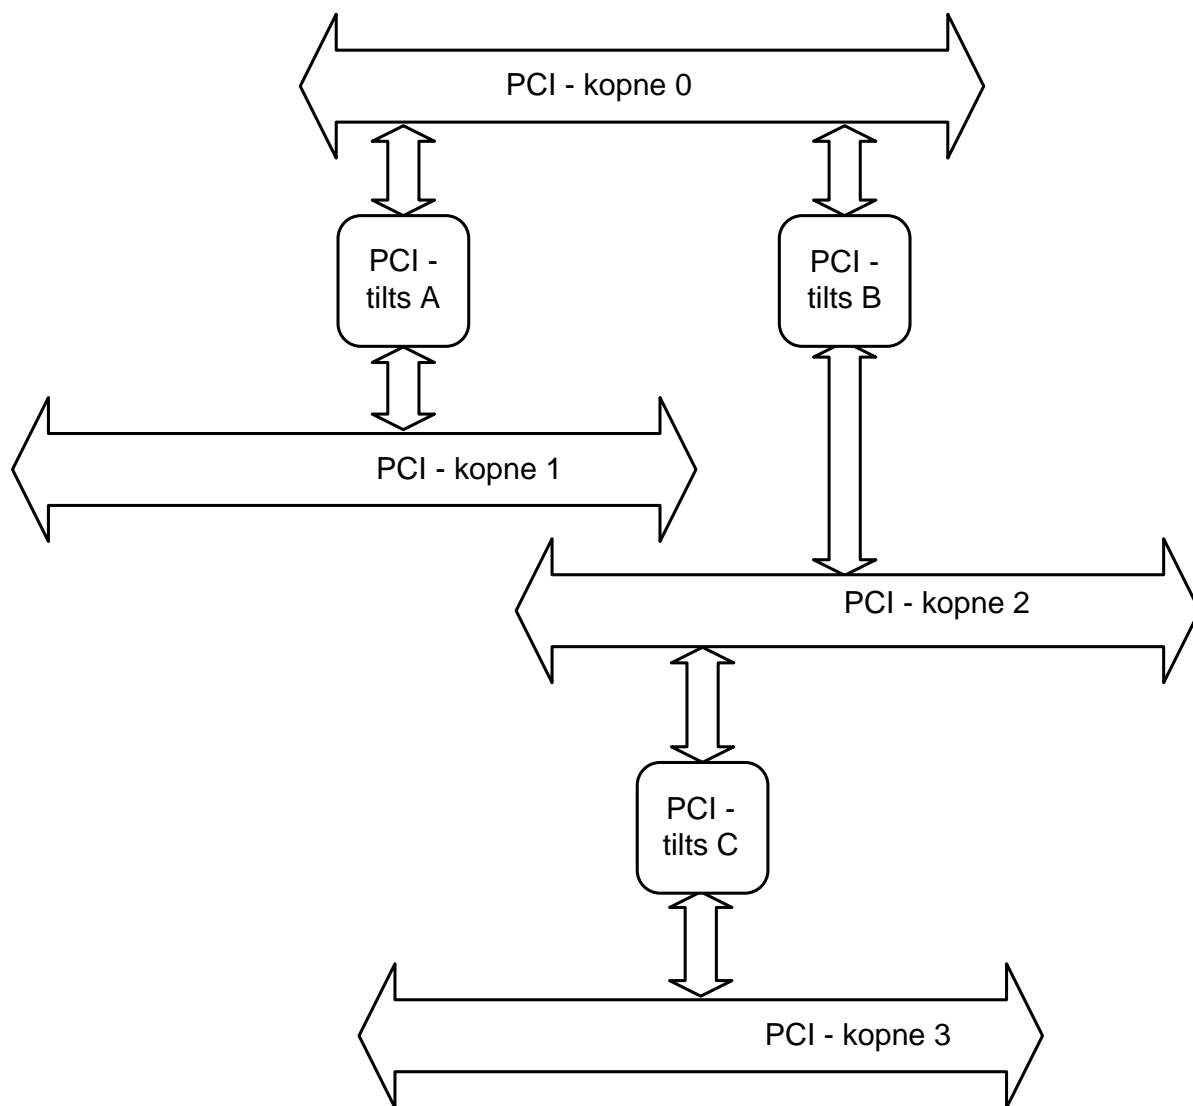 PCI - kopne 0
PCI -
tilts A
PCI -
tilts B
PCI - kopne 1
PCI - kopne 2
PCI -
tilts C
PCI - kopne 3